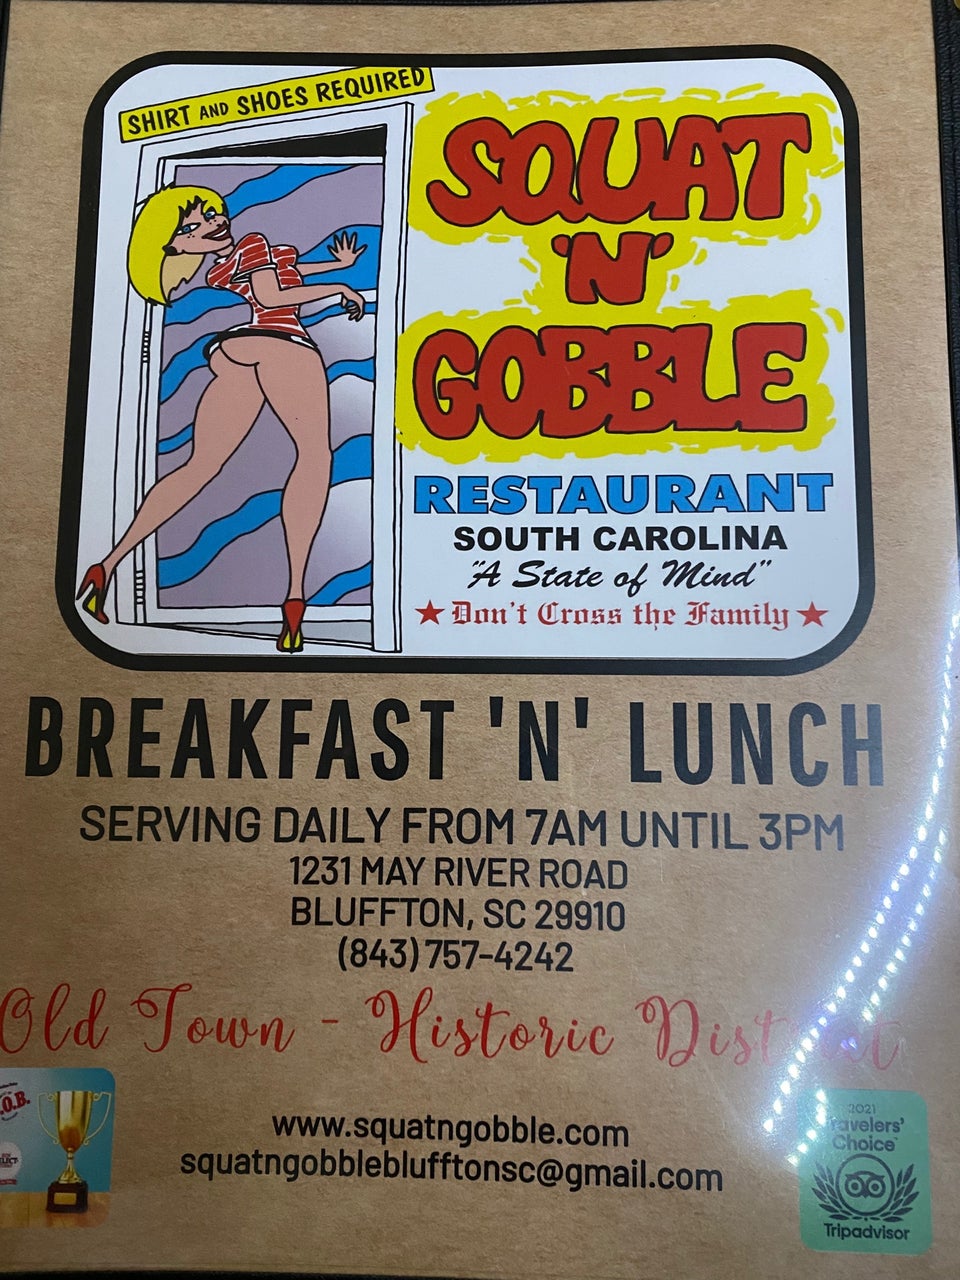 SHIRT AND SHOES REQUIRED
SQUAT
'N'
GOBBLE
RESTAURANT
SOUTH CAROLINA
"A State of Mind"
★ Don't Cross the Family ★
BREAKFAST 'N' LUNCH
SERVING DAILY FROM 7AM UNTIL 3PM
1231 MAY RIVER ROAD
BLUFFTON, SC 29910
(843) 757-4242
Old Town - Historic District
www.squatngobble.com
squatngobbleblufftonsc@gmail.com
.O.B.
2021
Travelers'
Choice
Tripadvisor